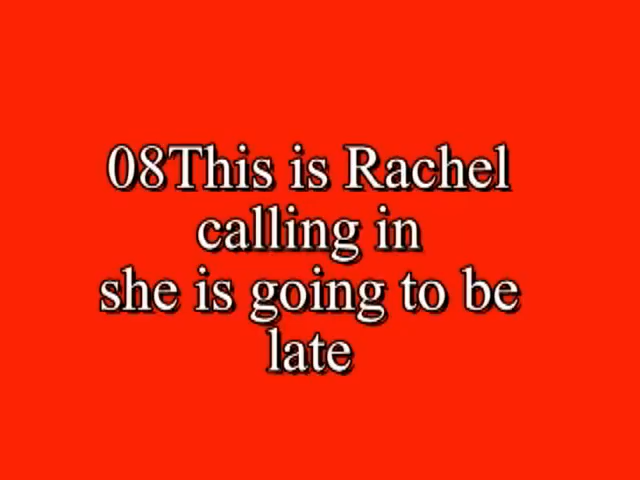 08This is Rachel
calling in
she is going to be
late